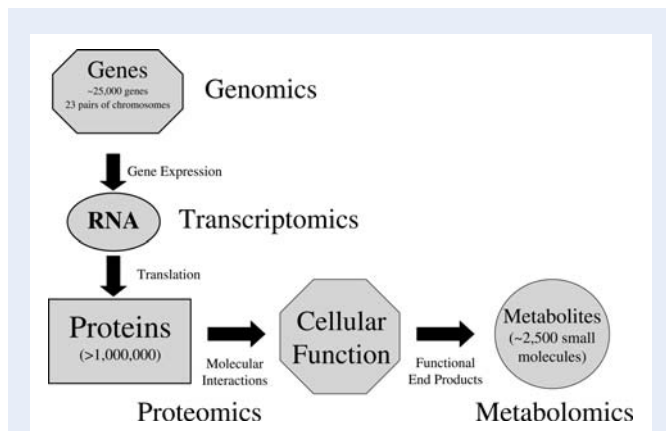 Genes
~25,000 genes
23 pairs of chromosomes
Genomics
Gene Expression
RNA
Transcriptomics
Translation
Proteins
(>1,000,000)
Molecular
Interactions
Cellular
Function
Functional
End Products
Metabolites
(~2,500 small
molecules)
Proteomics
Metabolomics